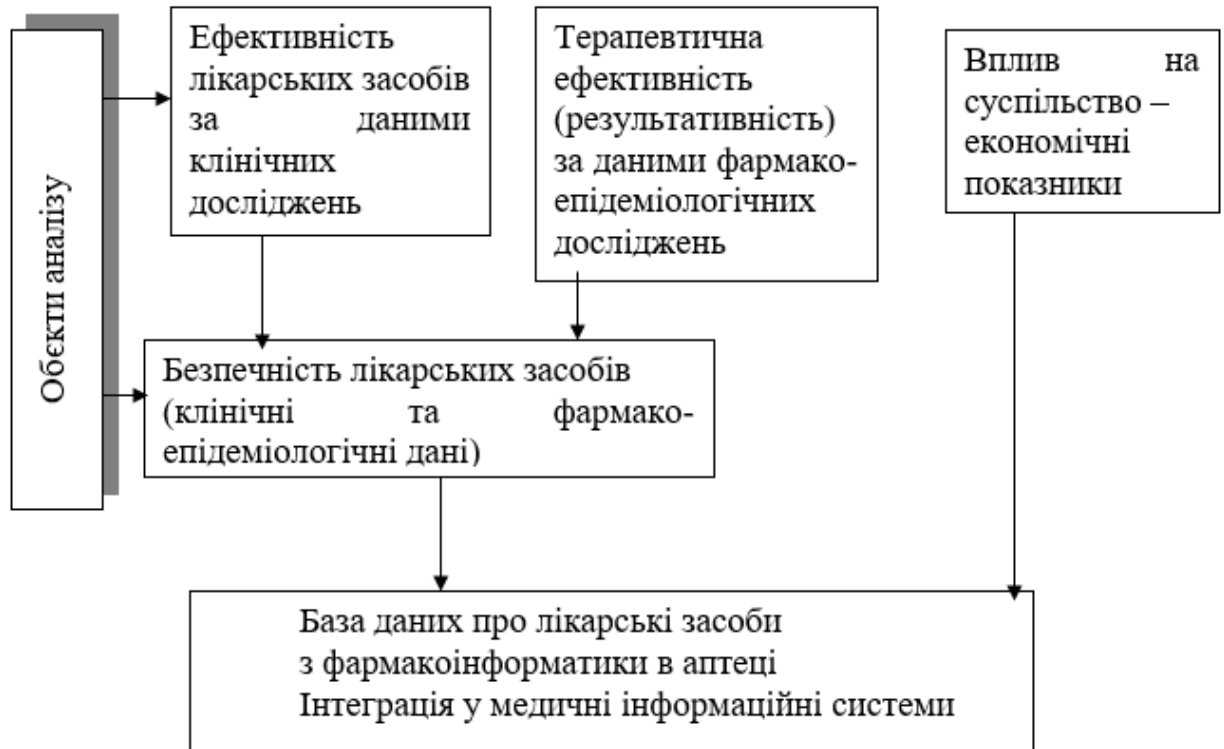 Обєкти аналізу
Ефективність
лікарських засобів
за даними
клінічних
досліджень
Терапевтична
ефективність
(результативність)
за даними фармако-
епідеміологічних
досліджень
Вплив на
суспільство –
економічні
показники
Безпечність лікарських засобів
(клінічні та фармако-
епідеміологічні дані)
База даних про лікарські засоби
з фармакоінформатики в аптеці
Інтеграція у медичні інформаційні системи